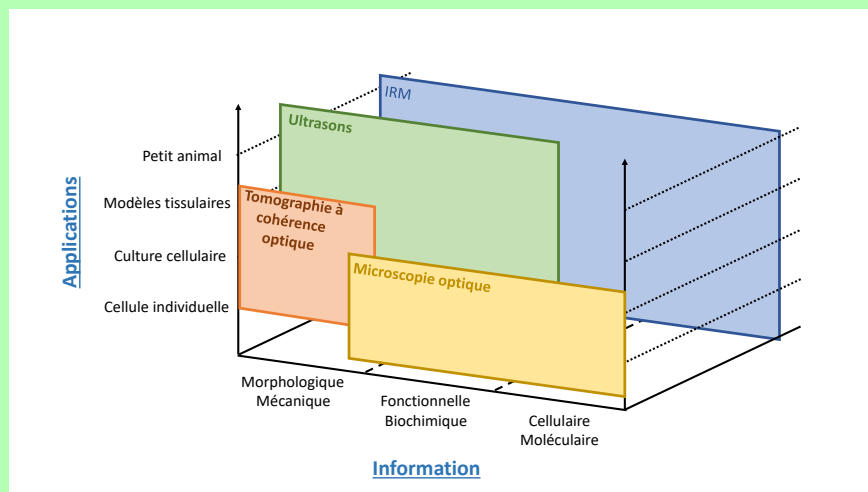 IRM
Ultrasons
Petit animal
Modèles tissulaires
Tomographie à
cohérence
optique
Culture cellulaire
Microscopie optique
Cellule individuelle
Applications
Morphologique
Mécanique
Fonctionnelle
Biochimique
Cellulaire
Moléculaire
Information